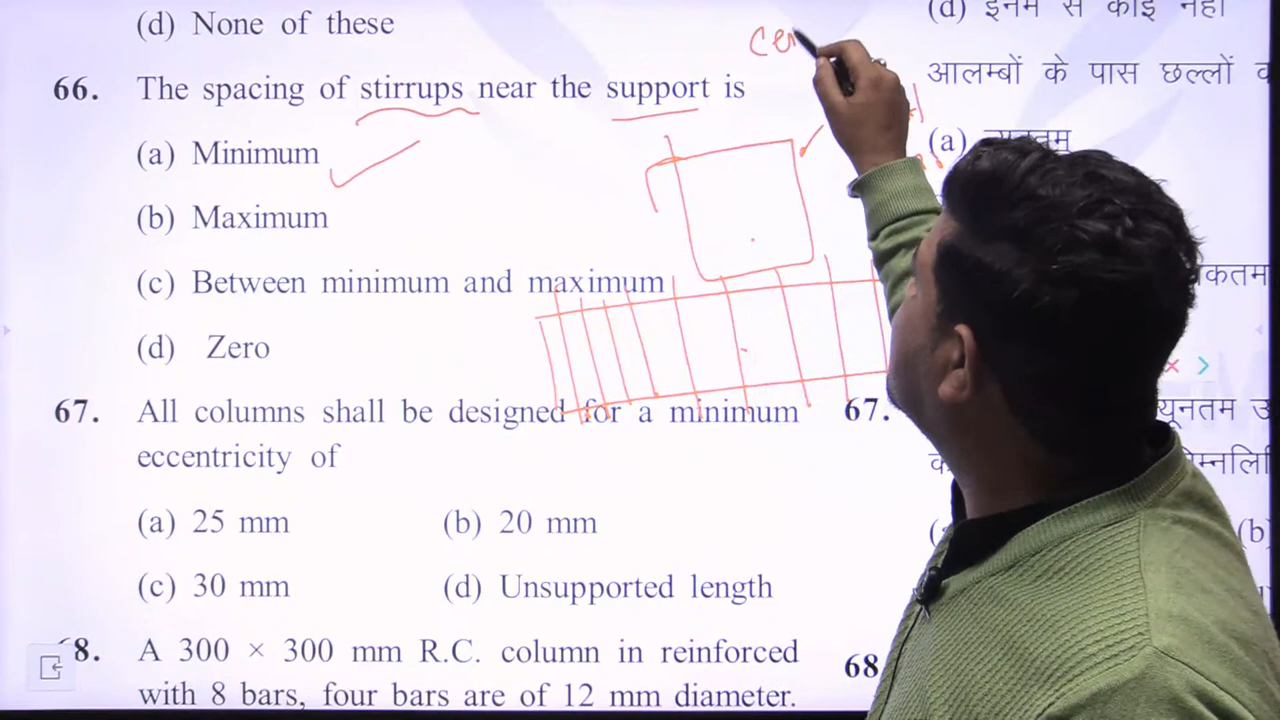 (d) None of these
66. The spacing of stirrups near the support is
(a) Minimum
(b) Maximum
(c) Between minimum and maximum
(d) Zero
67. All columns shall be designed for a minimum
eccentricity of
(a) 25 mm (b) 20 mm
(c) 30 mm (d) Unsupported length
8. A 300 × 300 mm R.C. column in reinforced
with 8 bars, four bars are of 12 mm diameter.
(d) इनमें से कोई नहीं
आलम्बों के पास छल्लों
(a) न्यूनतम
67.
(b)
68